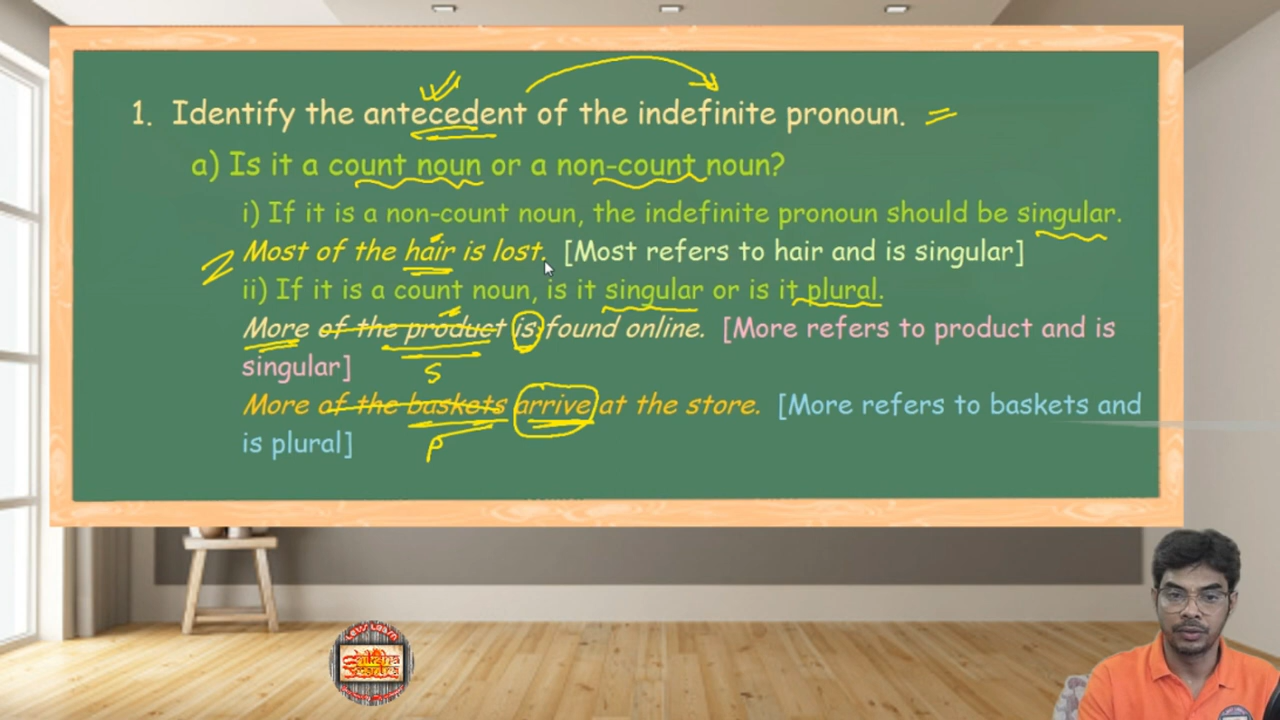 1. Identify the antecedent of the indefinite pronoun.
a) Is it a count noun or a non-count noun?
i) If it is a non-count noun, the indefinite pronoun should be singular.
Most of the hair is lost. [Most refers to hair and is singular]
ii) If it is a count noun, is it singular or is it plural.
More of the product is found online. [More refers to product and is
singular]
S
More of the baskets arrive at the store. [More refers to baskets and
is plural]
P
Let's Learn